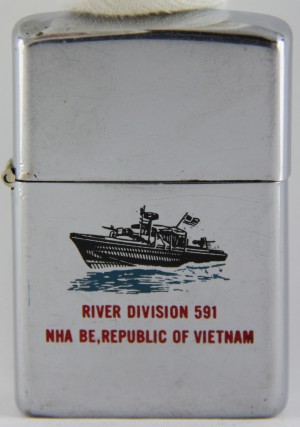 RIVER DIVISION 591
NHA BE,REPUBLIC OF VIETNAM